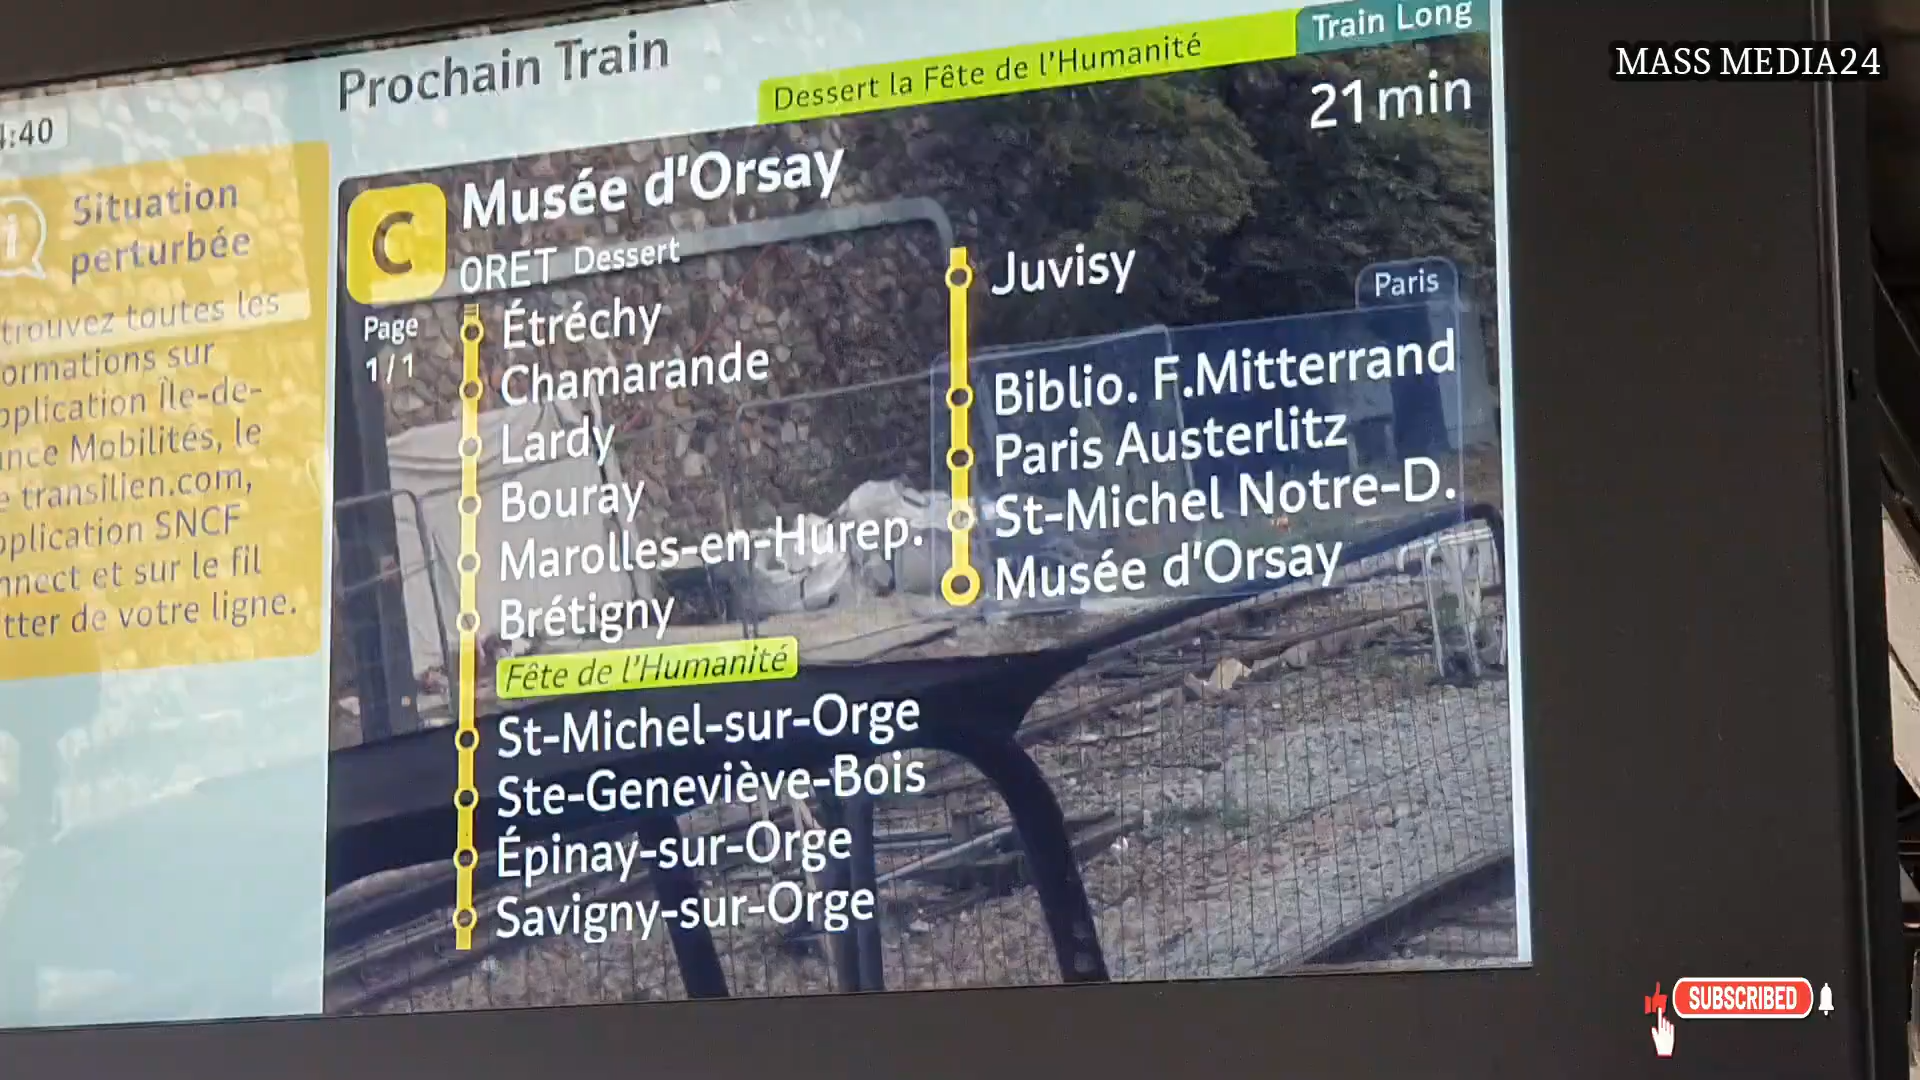 MASS MEDIA24
Prochain Train
Dessert la Fête de l'Humanité
Train Long
21 min
:40
Situation
perturbée
trouvez toutes les
ormations sur
pplication Île-de-
nce Mobilités, le
e transilien.com,
pplication SNCF
nnect et sur le fil
tter de votre ligne.
C
Musée d'Orsay
ORET Dessert
Page
1/1
Étréchy
Chamarande
Lardy
Bouray
Marolles-en-Hurep.
Brétigny
Fête de l'Humanité
St-Michel-sur-Orge
Ste-Geneviève-Bois
Épinay-sur-Orge
Savigny-sur-Orge
Juvisy
Paris
Biblio. F.Mitterrand
Paris Austerlitz
St-Michel Notre-D.
Musée d'Orsay
SUBSCRIBED